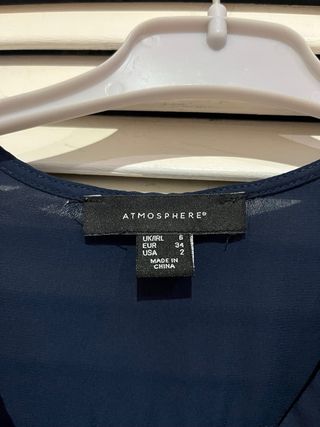 ATMOSPHERE®
UK/IRL 6
EUR 34
USA 2
MADE IN
CHINA